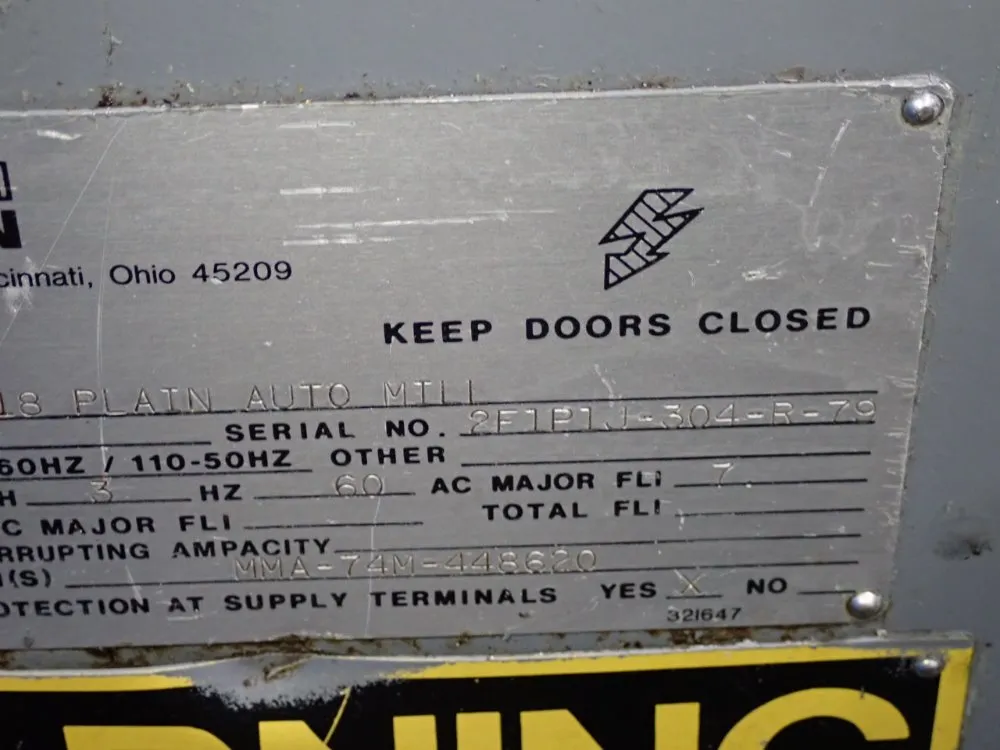 N
cinnati, Ohio 45209
KEEP DOORS CLOSED
18 PLAIN AUTO MILL
SERIAL NO. 2F1P1J-304-R-79
60HZ / 110-50HZ OTHER
H 3 HZ 60 AC MAJOR FLI 7.
C MAJOR FLI TOTAL FLI
RRUPTING AMPACITY
(S) MMA-74M-448620
OTECTION AT SUPPLY TERMINALS YES X NO
321647
RNING